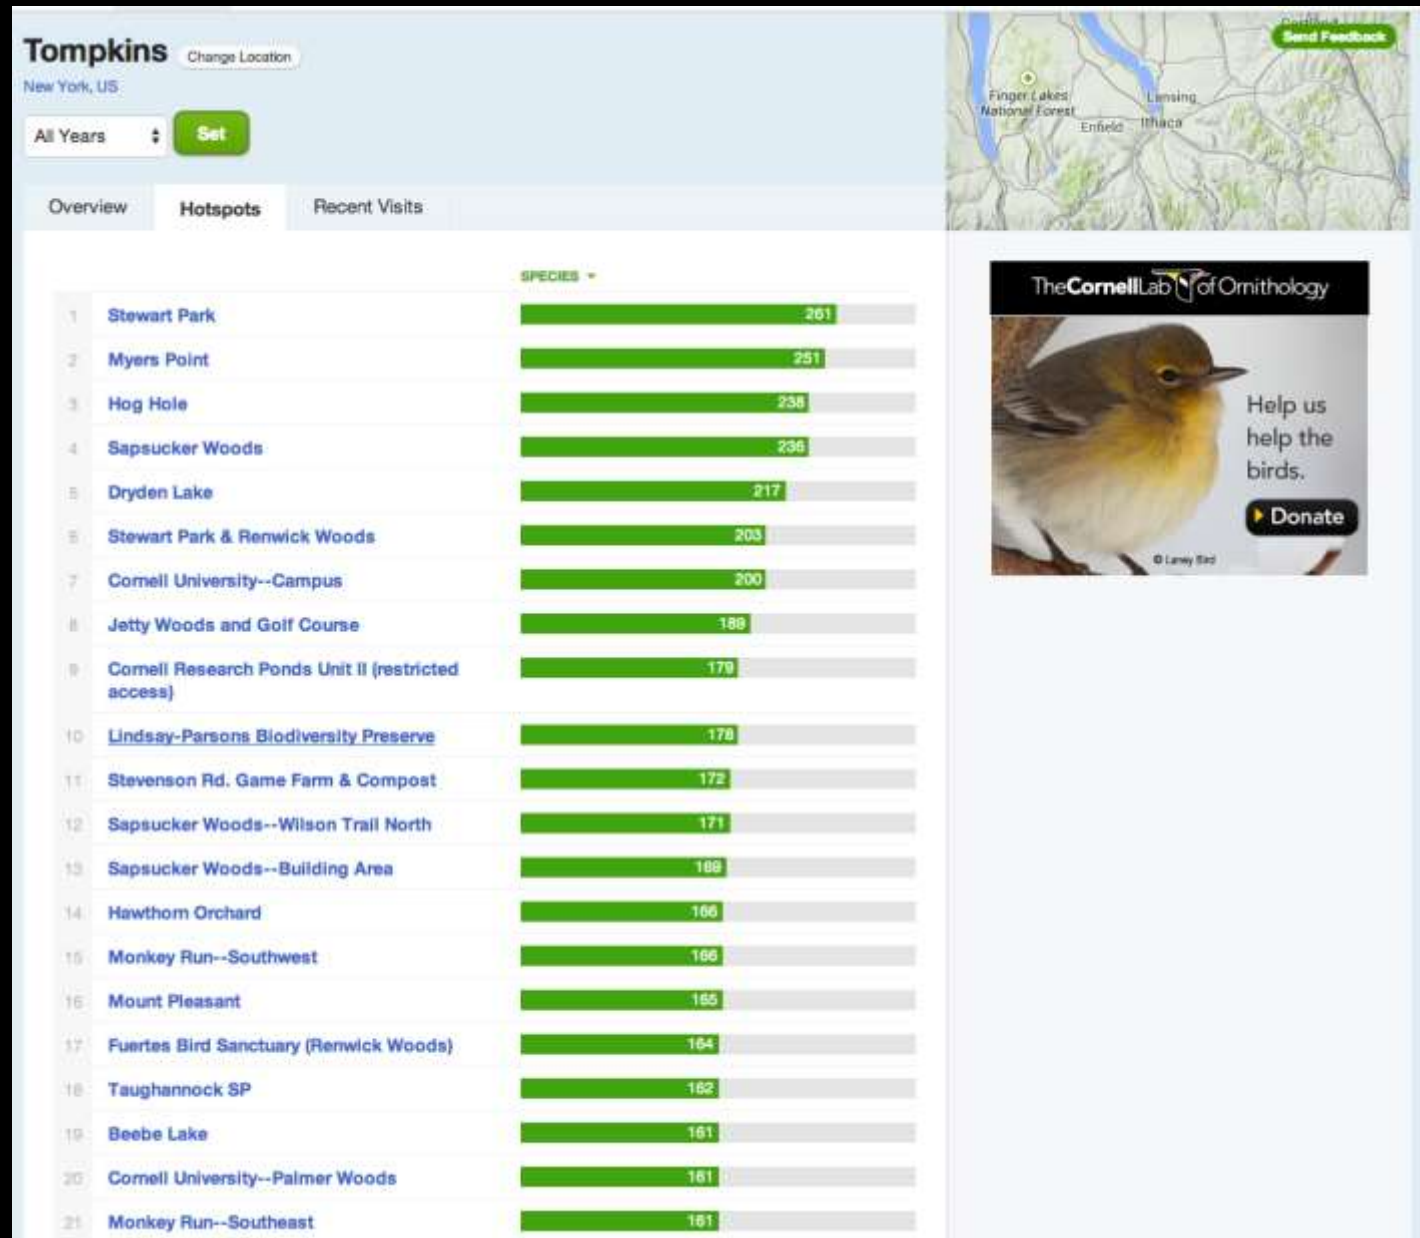 Tompkins Change Location
New York, US
All Years Set
Overview Hotspots Recent Visits
SPECIES
1 Stewart Park 261
2 Myers Point 251
3 Hog Hole 238
4 Sapsucker Woods 236
5 Dryden Lake 217
6 Stewart Park & Renwick Woods 203
7 Cornell University--Campus 200
8 Jetty Woods and Golf Course 189
9 Cornell Research Ponds Unit II (restricted
access) 179
10 Lindsay-Parsons Biodiversity Preserve 178
11 Stevenson Rd. Game Farm & Compost 172
12 Sapsucker Woods--Wilson Trail North 171
13 Sapsucker Woods--Building Area
14 Hawthorn Orchard 166
15 Monkey Run--Southwest 166
16 Mount Pleasant 165
17 Fuertes Bird Sanctuary (Renwick Woods) 164
18 Taughannock SP 162
19 Beebe Lake 161
20 Cornell University--Palmer Woods 161
21 Monkey Run--Southeast 161
Send Feedback
Finger Lakes
National Forest
Lansing
Enfield Ithaca
TheCornellLab of Ornithology
Help us
help the
birds.
Donate